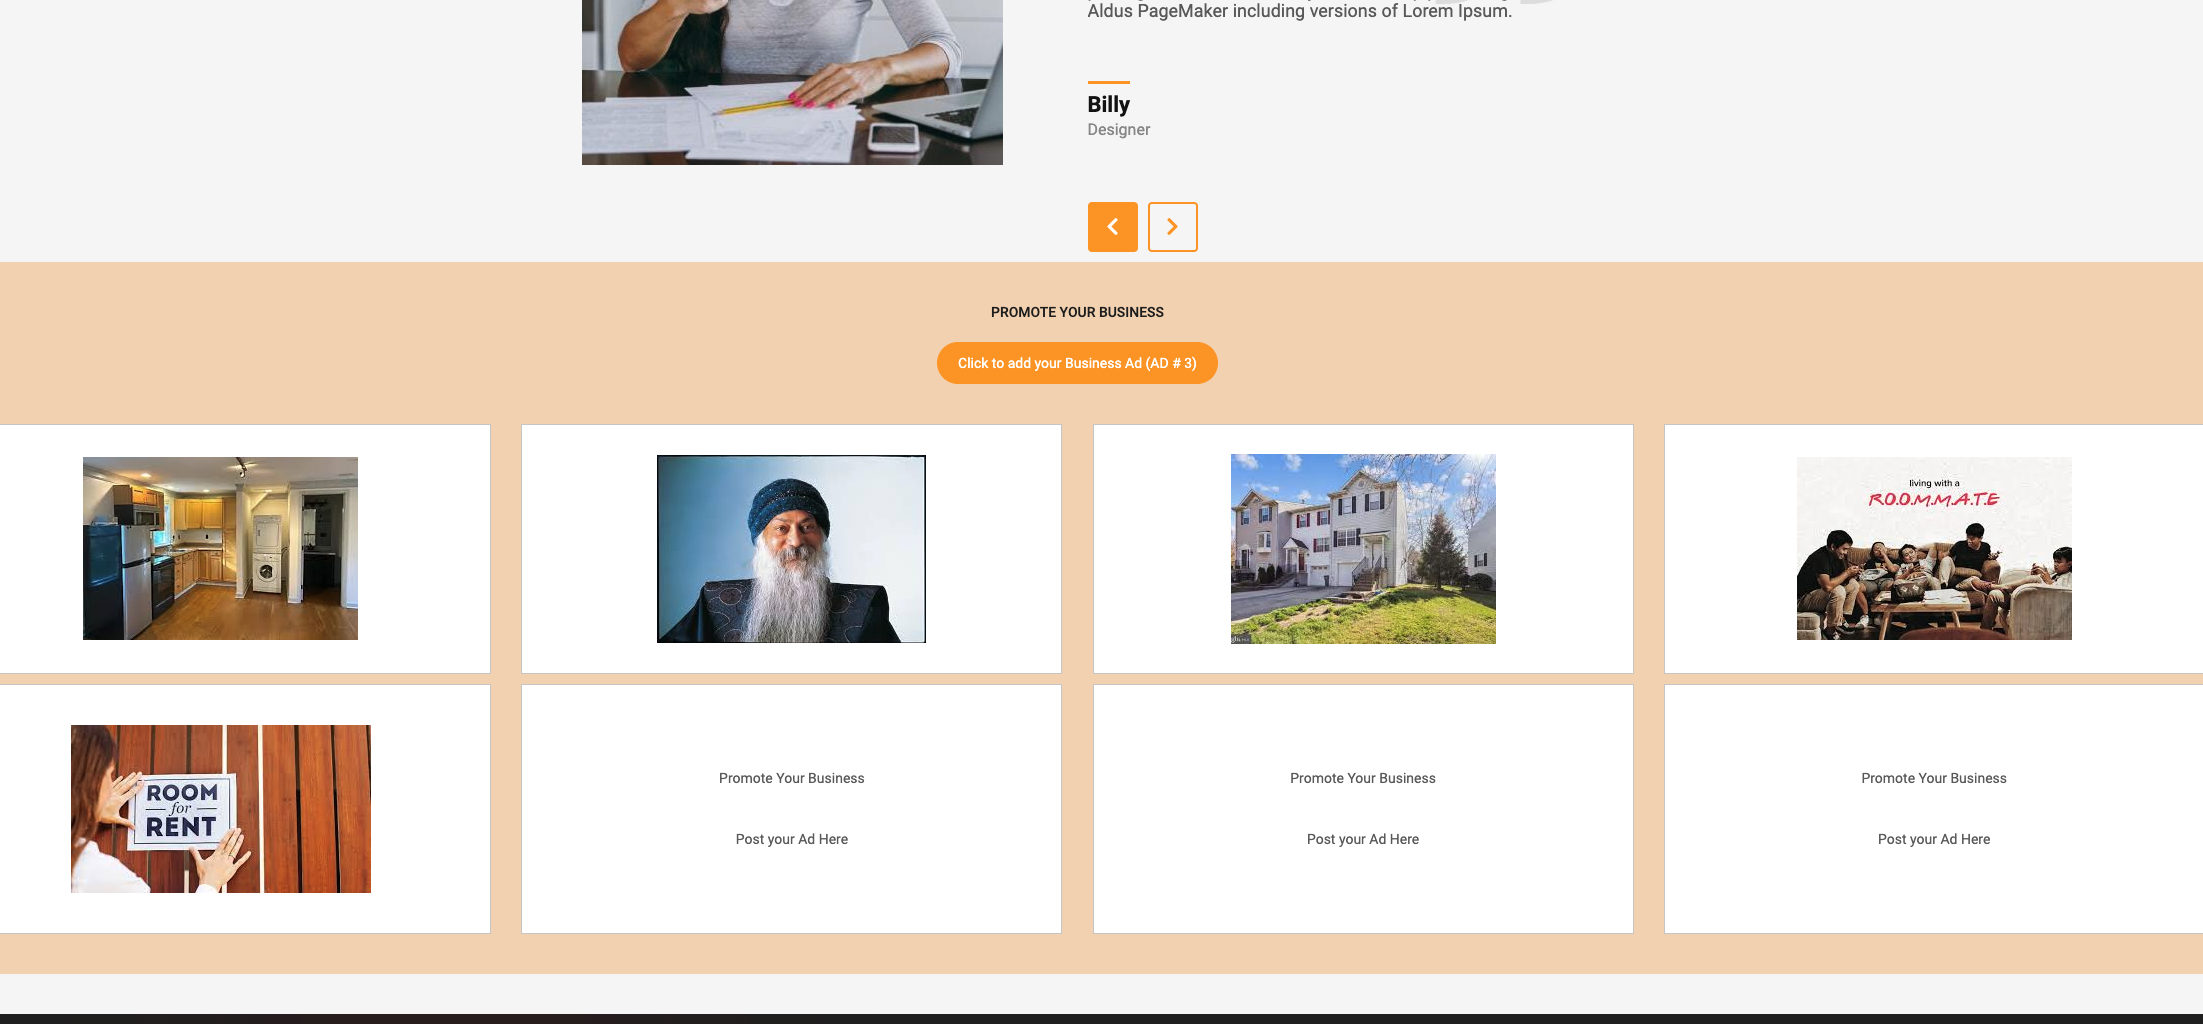 Aldus PageMaker including versions of Lorem Ipsum.
Billy
Designer
PROMOTE YOUR BUSINESS
Click to add your Business Ad (AD # 3)
living with a
R.O.O.M.M.A.T.E
ROOM
for
RENT
Promote Your Business
Post your Ad Here
Promote Your Business
Post your Ad Here
Promote Your Business
Post your Ad Here